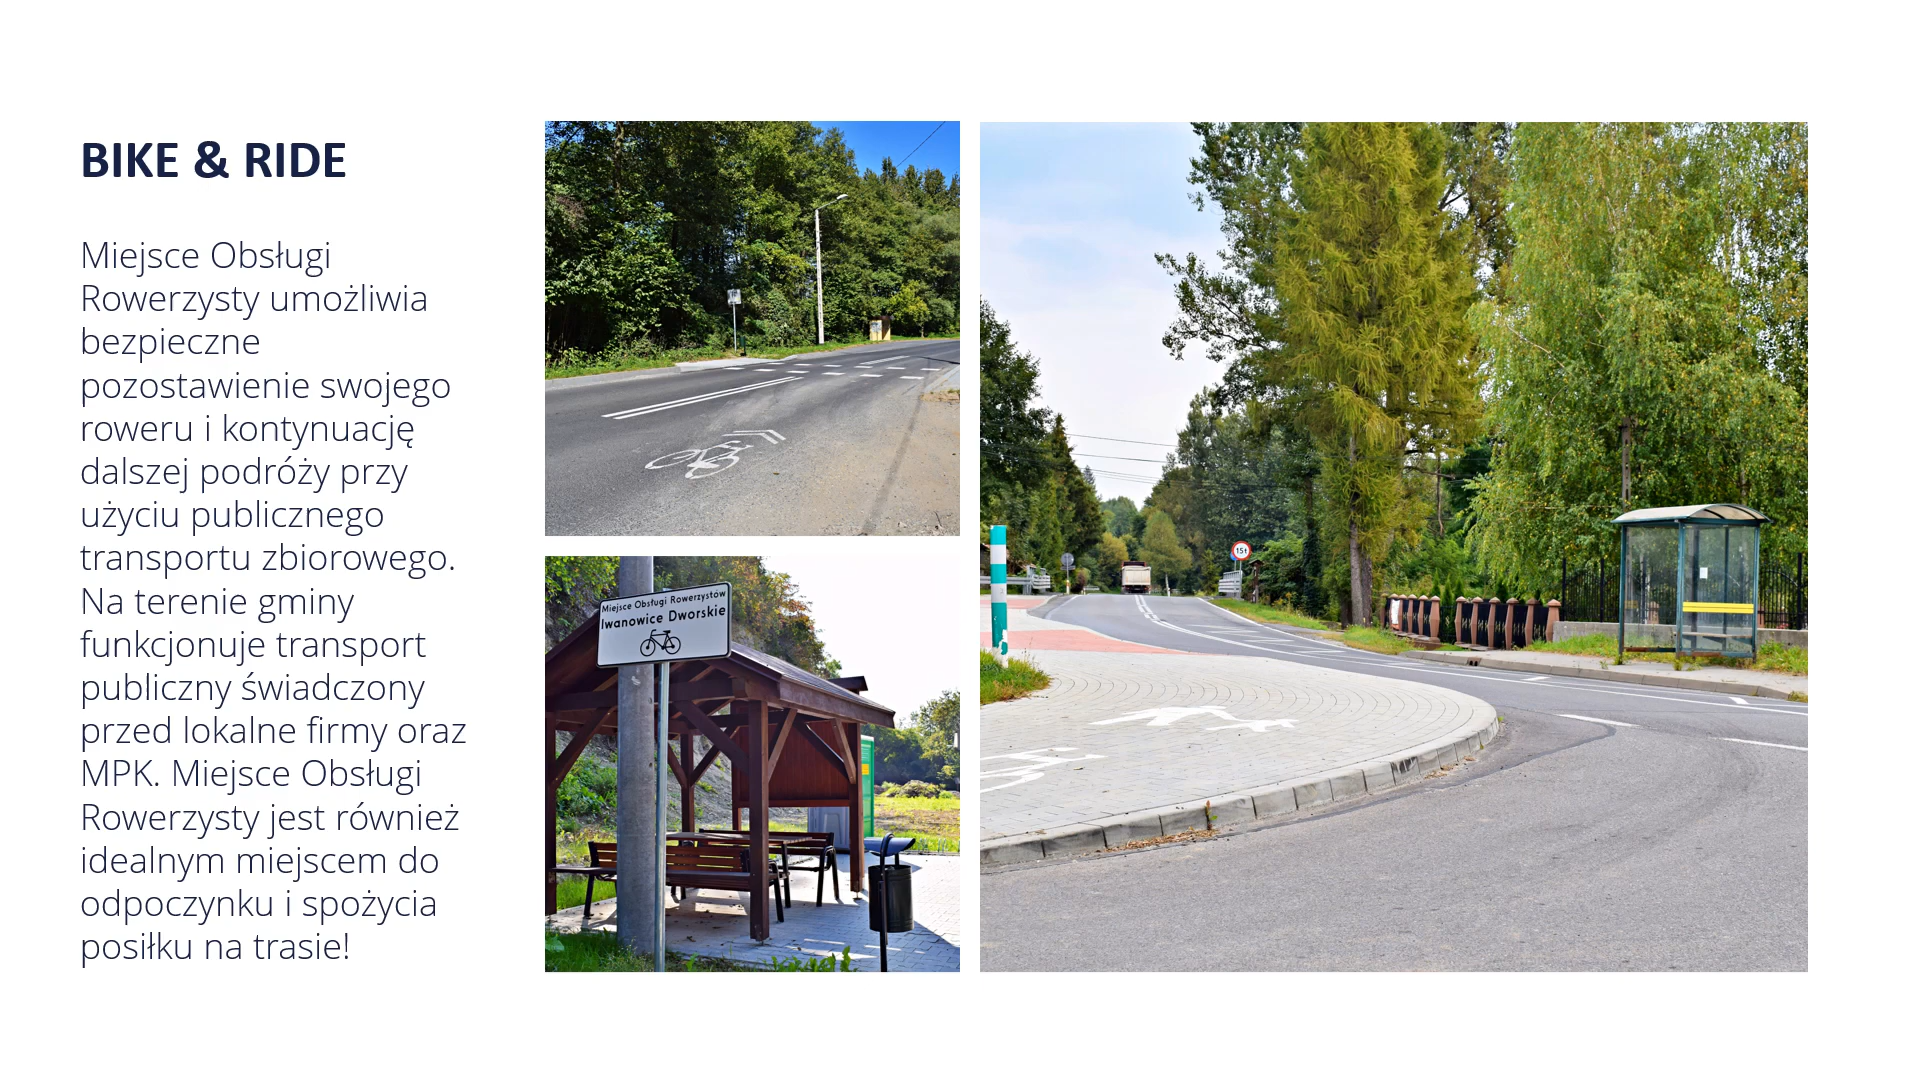 BIKE & RIDE
Miejsce Obsługi
Rowerzysty umożliwia
bezpieczne
pozostawienie swojego
roweru i kontynuację
dalszej podróży przy
użyciu publicznego
transportu zbiorowego.
Na terenie gminy
funkcjonuje transport
publiczny świadczony
przed lokalne firmy oraz
MPK. Miejsce Obsługi
Rowerzysty jest również
idealnym miejscem do
odpoczynku i spożycia
posiłku na trasie!
Miejsce Obsługi Rowerzystów
Iwanowice Dworskie
15t